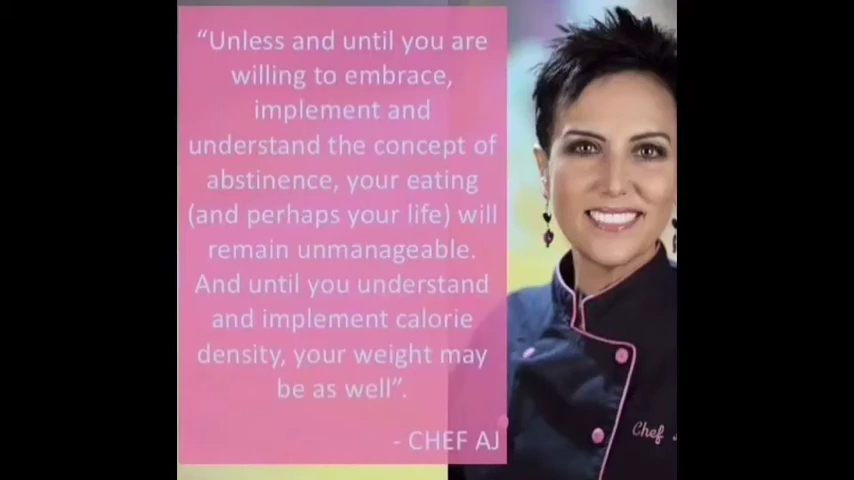 “Unless and until you are
willing to embrace,
implement and
understand the concept of
abstinence, your eating
(and perhaps your life) will
remain unmanageable.
And until you understand
and implement calorie
density, your weight may
be as well”.
- CHEF AJ
Chef